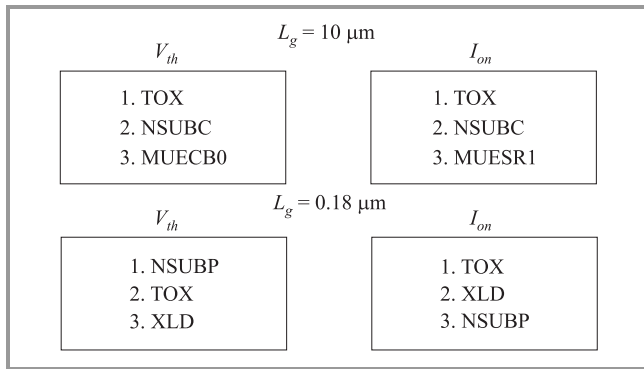 L_g = 10 μm
V_th
I_on
1. TOX
2. NSUBC
3. MUECB0
1. TOX
2. NSUBC
3. MUESR1
L_g = 0.18 μm
V_th
I_on
1. NSUBP
2. TOX
3. XLD
1. TOX
2. XLD
3. NSUBP